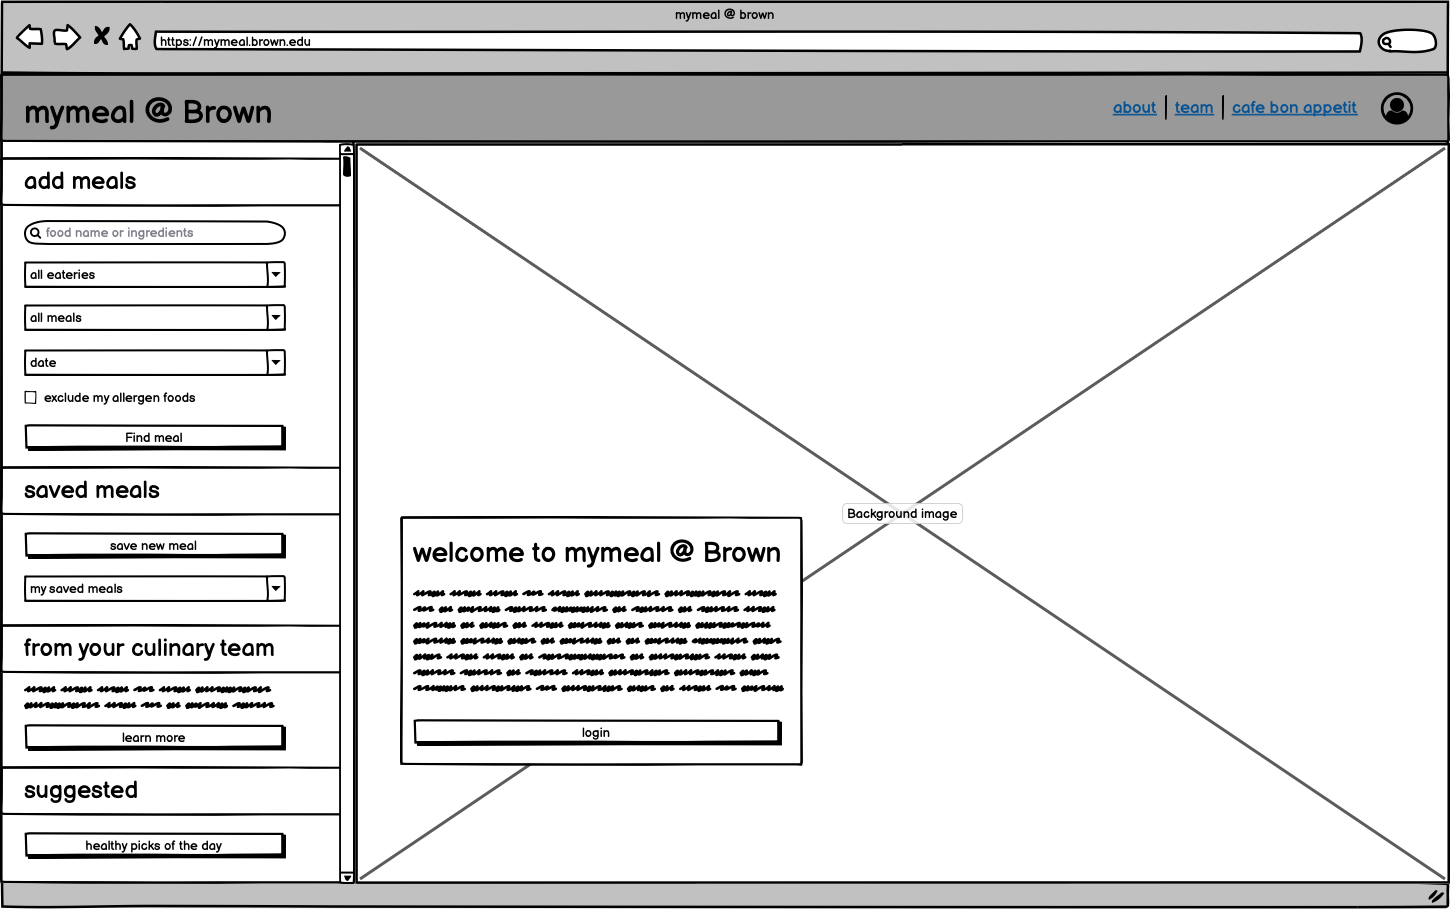 mymeal @ brown
https://mymeal.brown.edu
mymeal @ Brown
about | team | cafe bon appetit
add meals
food name or ingredients
all eateries
all meals
date
exclude my allergen foods
Find meal
saved meals
save new meal
my saved meals
from your culinary team
learn more
suggested
healthy picks of the day
Background image
welcome to mymeal @ Brown
login